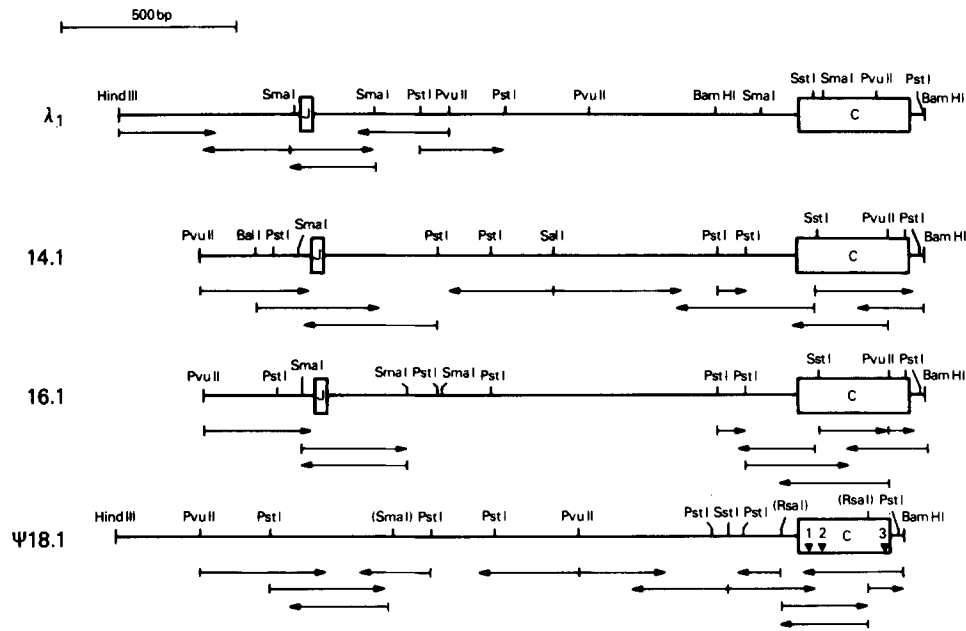 500 bp
λ1
Hind III
Sma I
J
Sma I
Pst I
Pvu II
Pst I
Pvu II
Bam HI
Sma I
Sst I
Sma I
Pvu II
Pst I
Bam HI
C
14.1
Pvu II
Bal I
Pst I
Sma I
J
Pst I
Pst I
Sal I
Pst I
Pst I
Sst I
Pvu II
Pst I
Bam HI
C
16.1
Pvu II
Pst I
Sma I
J
Sma I
Pst I
Sma I
Pst I
Pst I
Pst I
Sst I
Pvu II
Pst I
Bam HI
C
Ψ18.1
Hind III
Pvu II
Pst I
(Sma I)
Pst I
Pst I
Pvu II
Pst I
Sst I
Pst I
(Rsa I)
(Rsa I)
Pst I
Bam HI
1 2 C 3